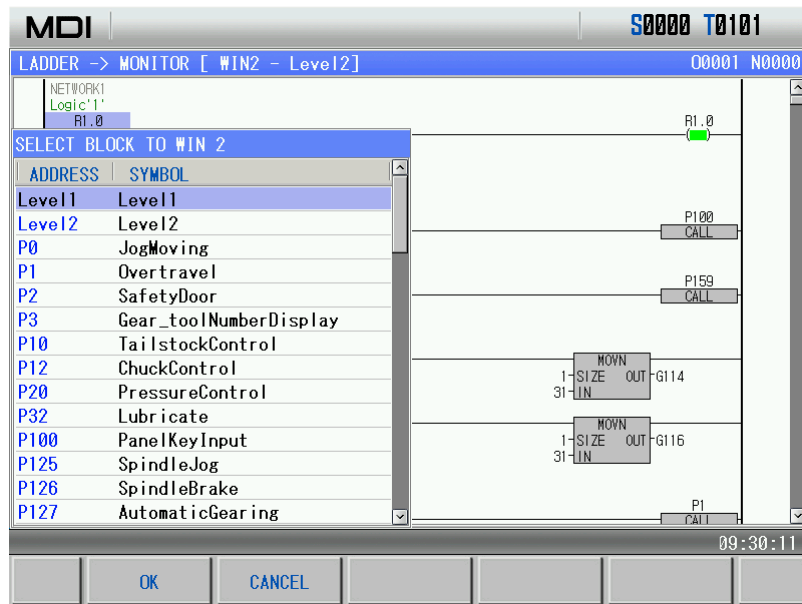 MDI S0000 T0101
LADDER -> MONITOR [ WIN2 - Level2] O0001 N0000
NETWORK1
Logic'1'
R1.0 R1.0
SELECT BLOCK TO WIN 2
ADDRESS SYMBOL
Level1 Level1
Level2 Level2
P0 JogMoving
P1 Overtravel
P2 SafetyDoor
P3 Gear_toolNumberDisplay
P10 TailstockControl
P12 ChuckControl
P20 PressureControl
P32 Lubricate
P100 PanelKeyInput
P125 SpindleJog
P126 SpindleBrake
P127 AutomaticGearing
P100
CALL
P159
CALL
MOVN
1 SIZE OUT G114
31 IN
MOVN
1 SIZE OUT G116
31 IN
P1
CALL
09:30:11
OK CANCEL